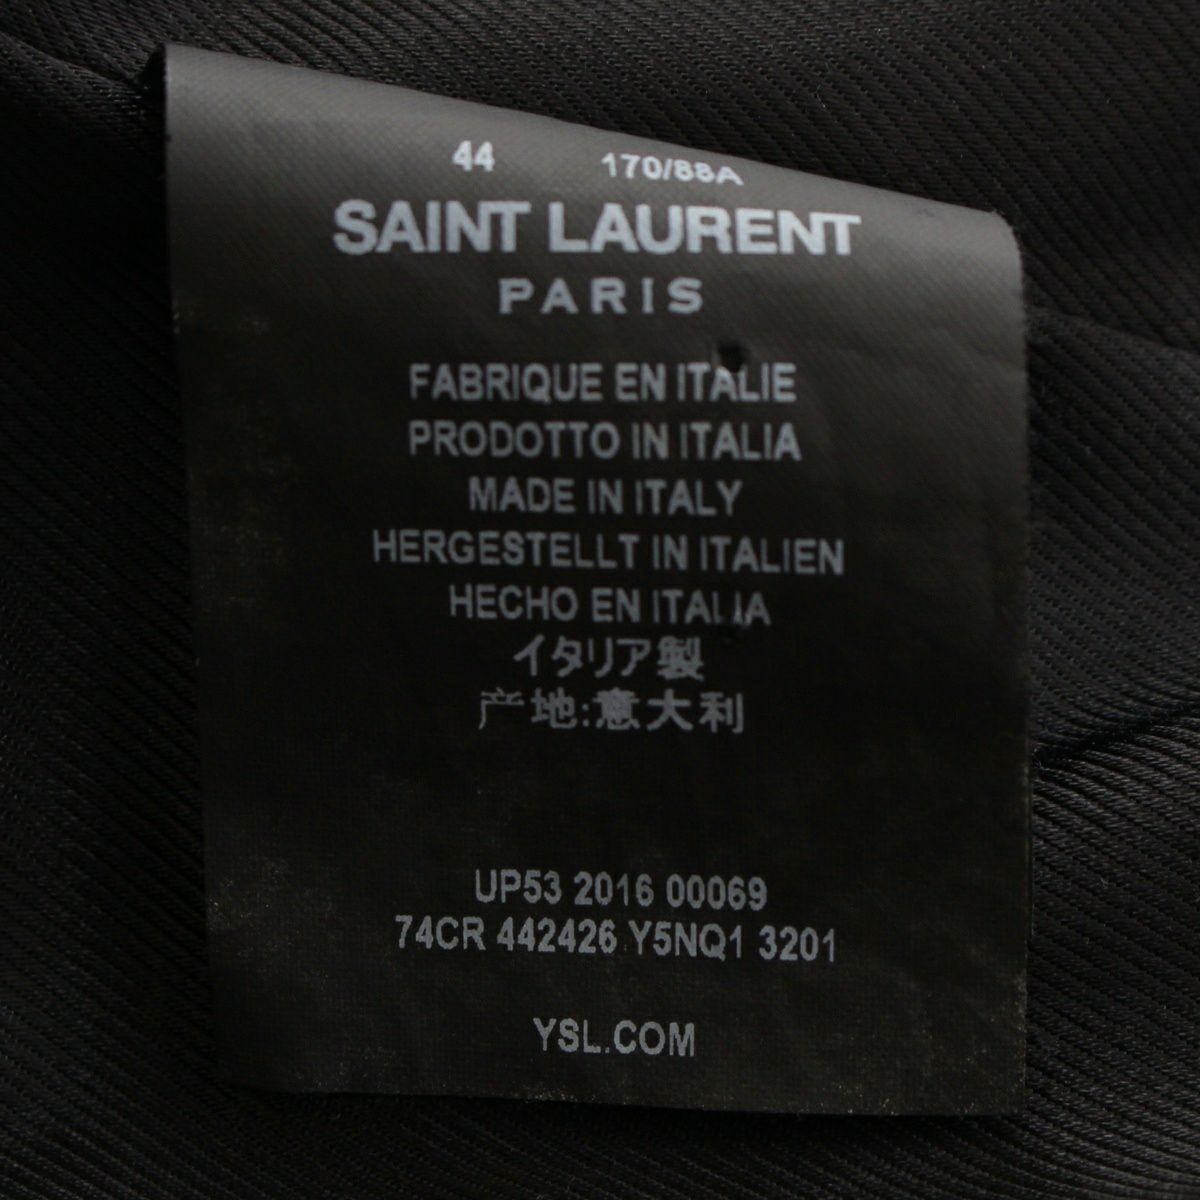 44 170/88A
SAINT LAURENT
PARIS
FABRIQUE EN ITALIE
PRODOTTO IN ITALIA
MADE IN ITALY
HERGESTELLT IN ITALIEN
HECHO EN ITALIA
イタリア製
产地:意大利
UP53 2016 00069
74CR 442426 Y5NQ1 3201
YSL.COM